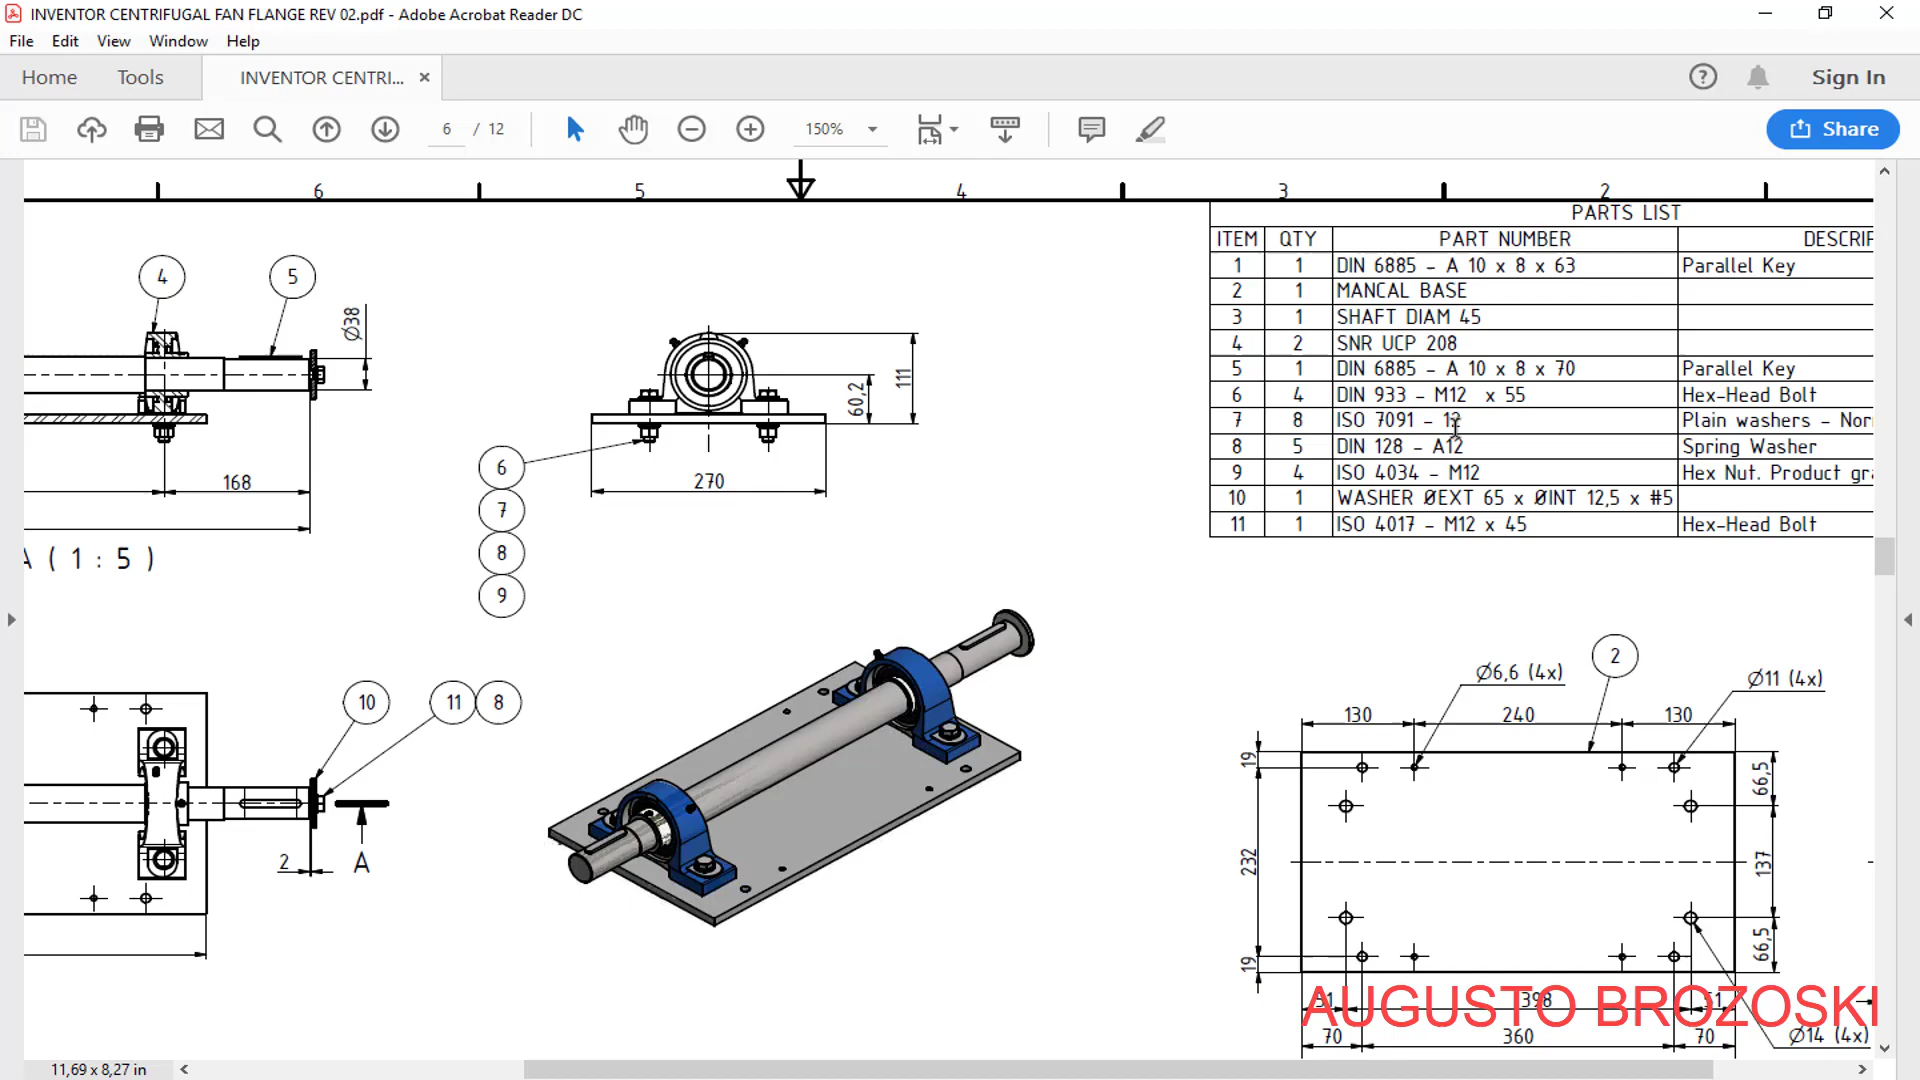 INVENTOR CENTRIFUGAL FAN FLANGE REV 02.pdf - Adobe Acrobat Reader DC
File Edit View Window Help
Home Tools INVENTOR CENTRI... × Sign In
6 / 12 150% Share
6 5 4 3 2
PARTS LIST
ITEM QTY PART NUMBER DESCRIP
1 1 DIN 6885 - A 10 x 8 x 63 Parallel Key
2 1 MANCAL BASE
3 1 SHAFT DIAM 45
4 2 SNR UCP 208
5 1 DIN 6885 - A 10 x 8 x 70 Parallel Key
6 4 DIN 933 - M12 x 55 Hex-Head Bolt
7 8 ISO 7091 - 12 Plain washers - Nor
8 5 DIN 128 - A12 Spring Washer
9 4 ISO 4034 - M12 Hex Nut. Product gra
10 1 WASHER ØEXT 65 x ØINT 12,5 x #5
11 1 ISO 4017 - M12 x 45 Hex-Head Bolt
4 5
Ø38
168
A ( 1 : 5 )
60,2
111
270
6
7
8
9
10 11 8
2 A
2
Ø6,6 (4x)
Ø11 (4x)
130 240 130
19
232
19
66,5
137
66,5
51 398 51
70 360 70
Ø14 (4x)
AUGUSTO BROZOSKI
11,69 x 8,27 in